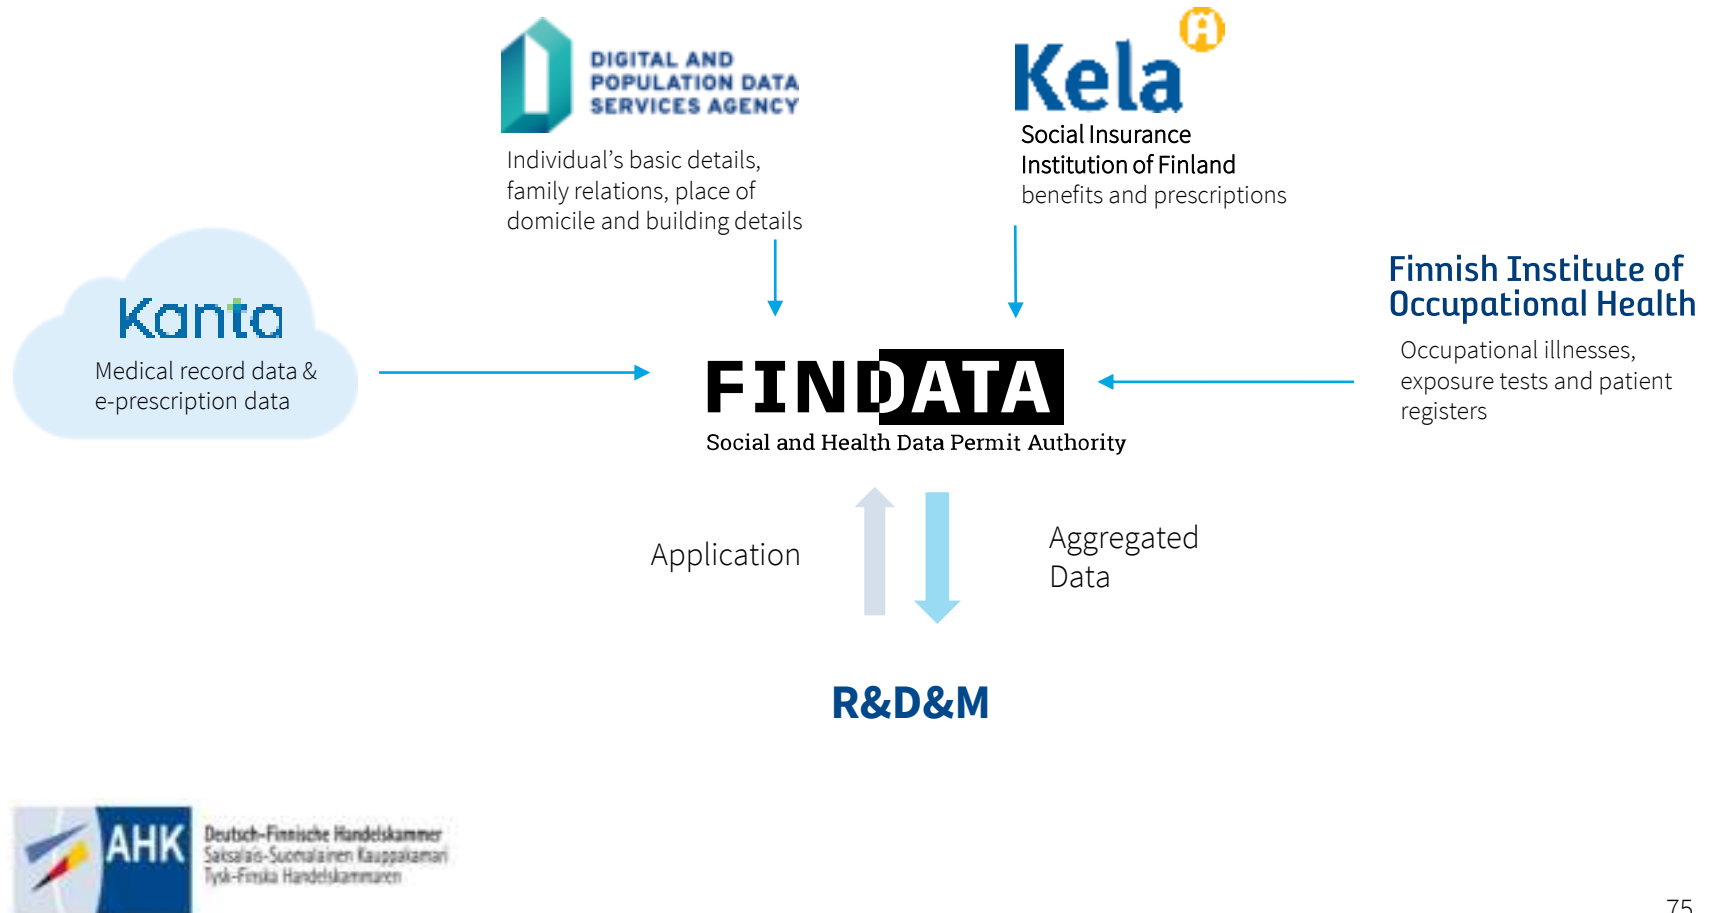 DIGITAL AND
POPULATION DATA
SERVICES AGENCY
Individual's basic details,
family relations, place of
domicile and building details
Kela
Social Insurance
Institution of Finland
benefits and prescriptions
Kanta
Medical record data &
e-prescription data
Finnish Institute of
Occupational Health
Occupational illnesses,
exposure tests and patient
registers
FINDATA
Social and Health Data Permit Authority
Application
Aggregated
Data
R&D&M
AHK
Deutsch-Finnische Handelskammer
Saksalais-Suomalainen Kauppakamari
Tysk-Finska Handelskammaren
75